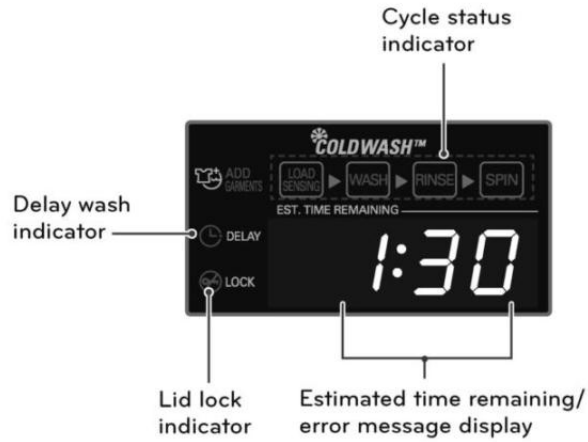 Cycle status
indicator
COLDWASH™
ADD
GARMENTS
LOAD
SENSING
WASH
RINSE
SPIN
EST. TIME REMAINING
Delay wash
indicator
DELAY
1:30
LOCK
Lid lock
indicator
Estimated time remaining/
error message display